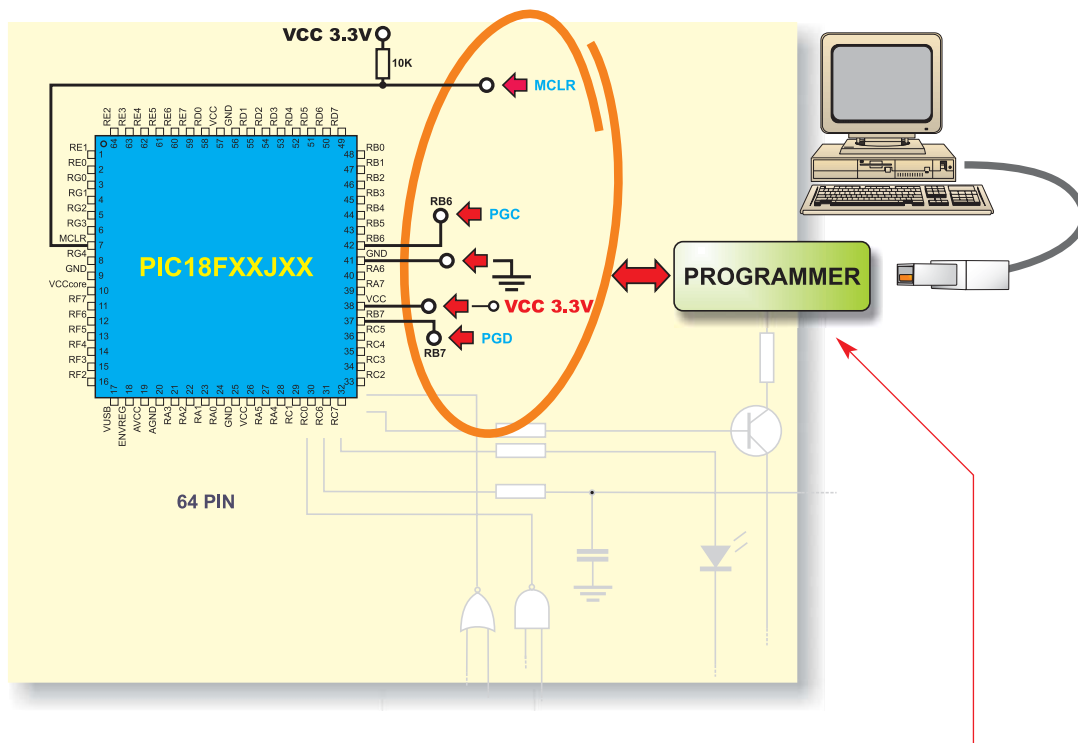 VCC 3.3V
10K
MCLR
RE2
RE3
RE4
RE5
RE6
RE7
RD0
VCC
GND
RD1
RD2
RD3
RD4
RD5
RD6
RD7
64
63
62
61
60
59
58
57
56
55
54
53
52
51
50
49
RE1
RE0
RG0
RG1
RG2
RG3
MCLR
RG4
GND
VCCcore
RF7
RF6
RF5
RF4
RF3
RF2
1
2
3
4
5
6
7
8
9
10
11
12
13
14
15
16
PIC18FXXJXX
48
47
46
45
44
43
42
41
40
39
38
37
36
35
34
33
RB0
RB1
RB2
RB3
RB4
RB5
RB6
GND
RA6
RA7
VCC
RB7
RC5
RC4
RC3
RC2
17
18
19
20
21
22
23
24
25
26
27
28
29
30
31
32
VUSB
ENVREG
AVCC
AGND
RA3
RA2
RA1
RA0
GND
VCC
RA5
RA4
RC1
RC0
RC6
RC7
RB6
PGC
VCC 3.3V
RB7
PGD
PROGRAMMER
64 PIN